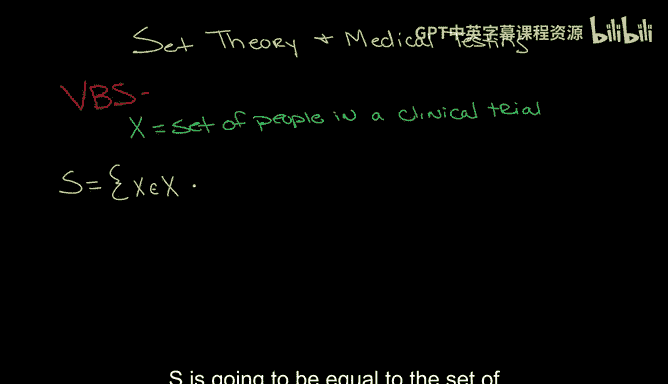 Set Theory + Medical Testing
GPT中英字幕课程资源 bilibili
VBS-
X = set of people in a clinical trial
S = { x ∈ X ·
S is going to be equal to the set of